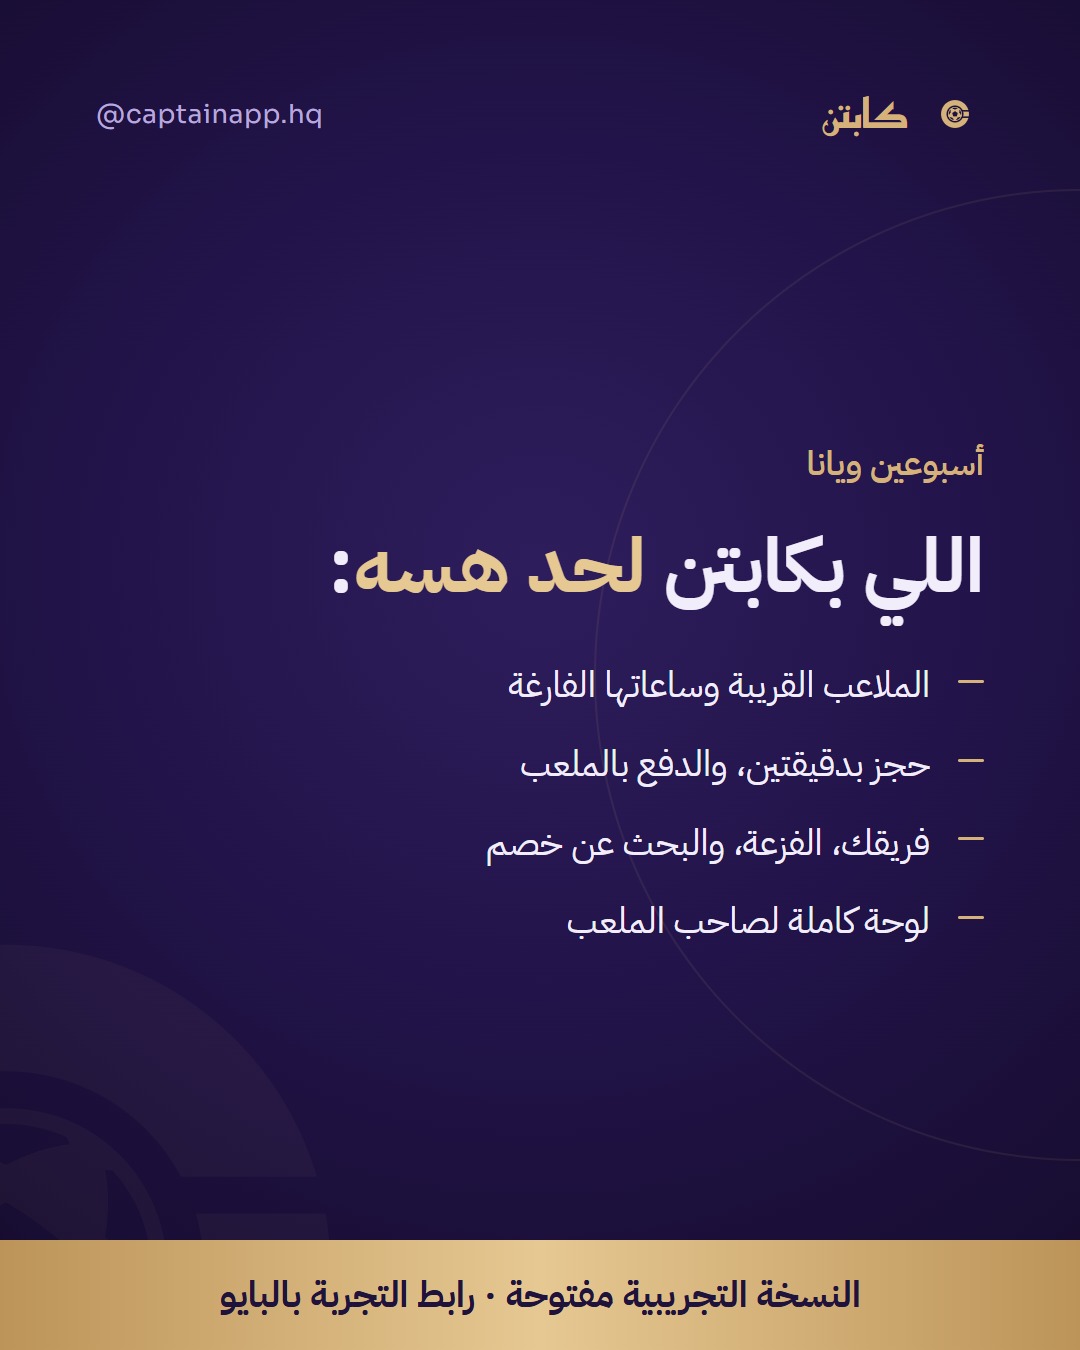 كابتن
@captainapp.hq
أسبوعين ويانا
اللي بكابتن لحد هسه:
الملاعب القريبة وساعاتها الفارغة
حجز بدقيقتين، والدفع بالملعب
فريقك، الفزعة، والبحث عن خصم
لوحة كاملة لصاحب الملعب
النسخة التجريبية مفتوحة · رابط التجربة بالبايو